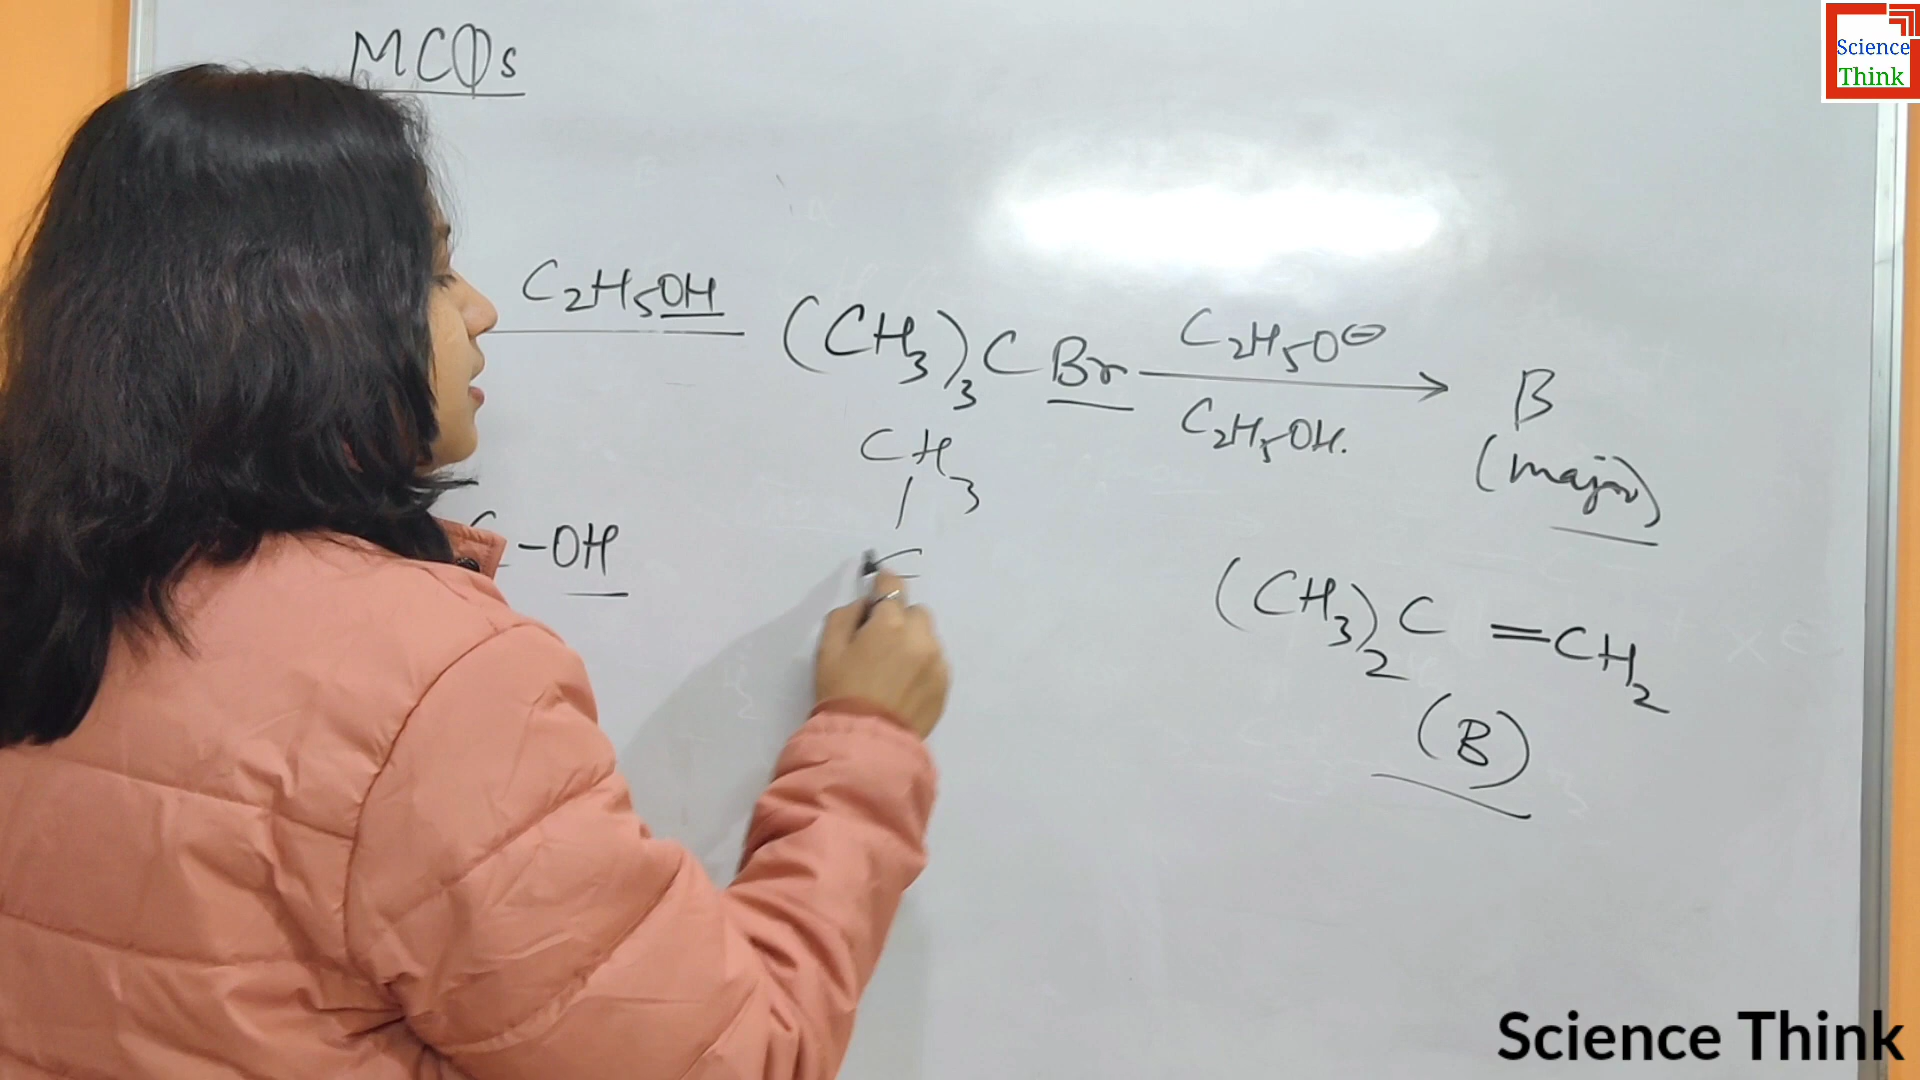 Science
Think
MCQs
C₂H₅OH
(CH₃)₃CBr
C₂H₅O⊖
C₂H₅OH.
B
(major)
CH₃
C
C-OH
(CH₃)₂C=CH₂
(B)
Science Think